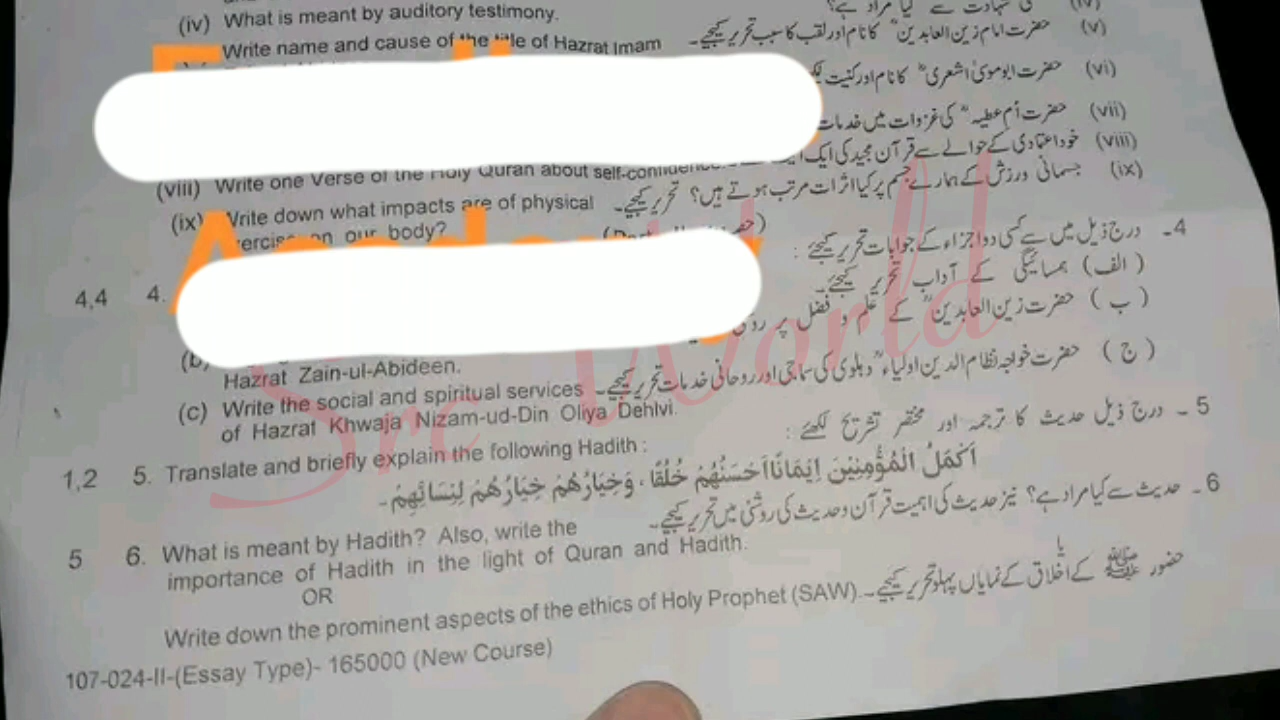 (iv) What is meant by auditory testimony.
Write name and cause of the title of Hazrat Imam
(v) حضرت امام زین العابدینؓ کا نام اور لقب کا سبب تحریر کیجیے۔
(vi) حضرت ابو موسیٰ اشعریؓ کا نام اور کنیت
(vii) حضرت اُم عطیہؓ کی غزوات میں خدمات
(viii) خود اعتمادی کے حوالے سے قرآن مجید کی ایک
(viii) Write one Verse of the Holy Quran about self-confidence.
(ix) جسمانی ورزش کے ہمارے جسم پر کیا اثرات مرتب ہوتے ہیں؟ تحریر کیجیے۔
(ix) Write down what impacts are of physical
exercise on our body?
4۔ درج ذیل میں سے کسی دو اجزاء کے جوابات تحریر کیجئے :
4,4 4.
(الف) ہمسائیگی کے آداب تحریر کیجئے۔
(ب) حضرت زین العابدینؓ کے علم و فضل پر
(b)
Hazrat Zain-ul-Abideen.
(ج) حضرت خواجہ نظام الدین اولیاءؒ دہلوی کی سماجی اور روحانی خدمات تحریر کیجیے۔
(c) Write the social and spiritual services
of Hazrat Khwaja Nizam-ud-Din Oliya Dehlvi.
5۔ درج ذیل حدیث کا ترجمہ اور مختصر تشریح لکھئے :
1,2 5. Translate and briefly explain the following Hadith :
اَكْمَلُ الْمُؤْمِنِيْنَ اِيْمَانًا اَحْسَنُهُمْ خُلُقًا ، وَخِيَارُهُمْ خِيَارُهُمْ لِنِسَائِهِمْ۔
6۔ حدیث سے کیا مراد ہے؟ نیز حدیث کی اہمیت قرآن و حدیث کی روشنی میں تحریر کیجیے۔
5 6. What is meant by Hadith? Also, write the
importance of Hadith in the light of Quran and Hadith.
OR
یا
حضور ﷺ کے اخلاق کے نمایاں پہلو تحریر کیجیے۔
Write down the prominent aspects of the ethics of Holy Prophet (SAW).
107-024-II-(Essay Type)- 165000 (New Course)